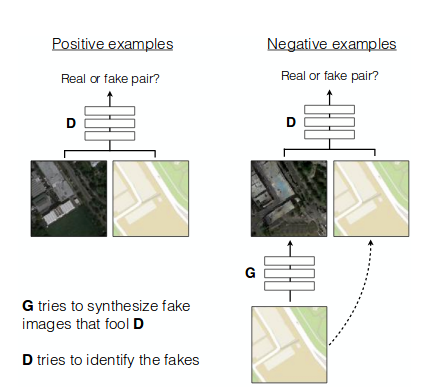 Positive examples
Negative examples
Real or fake pair?
Real or fake pair?
D
D
G
G tries to synthesize fake
images that fool D
D tries to identify the fakes